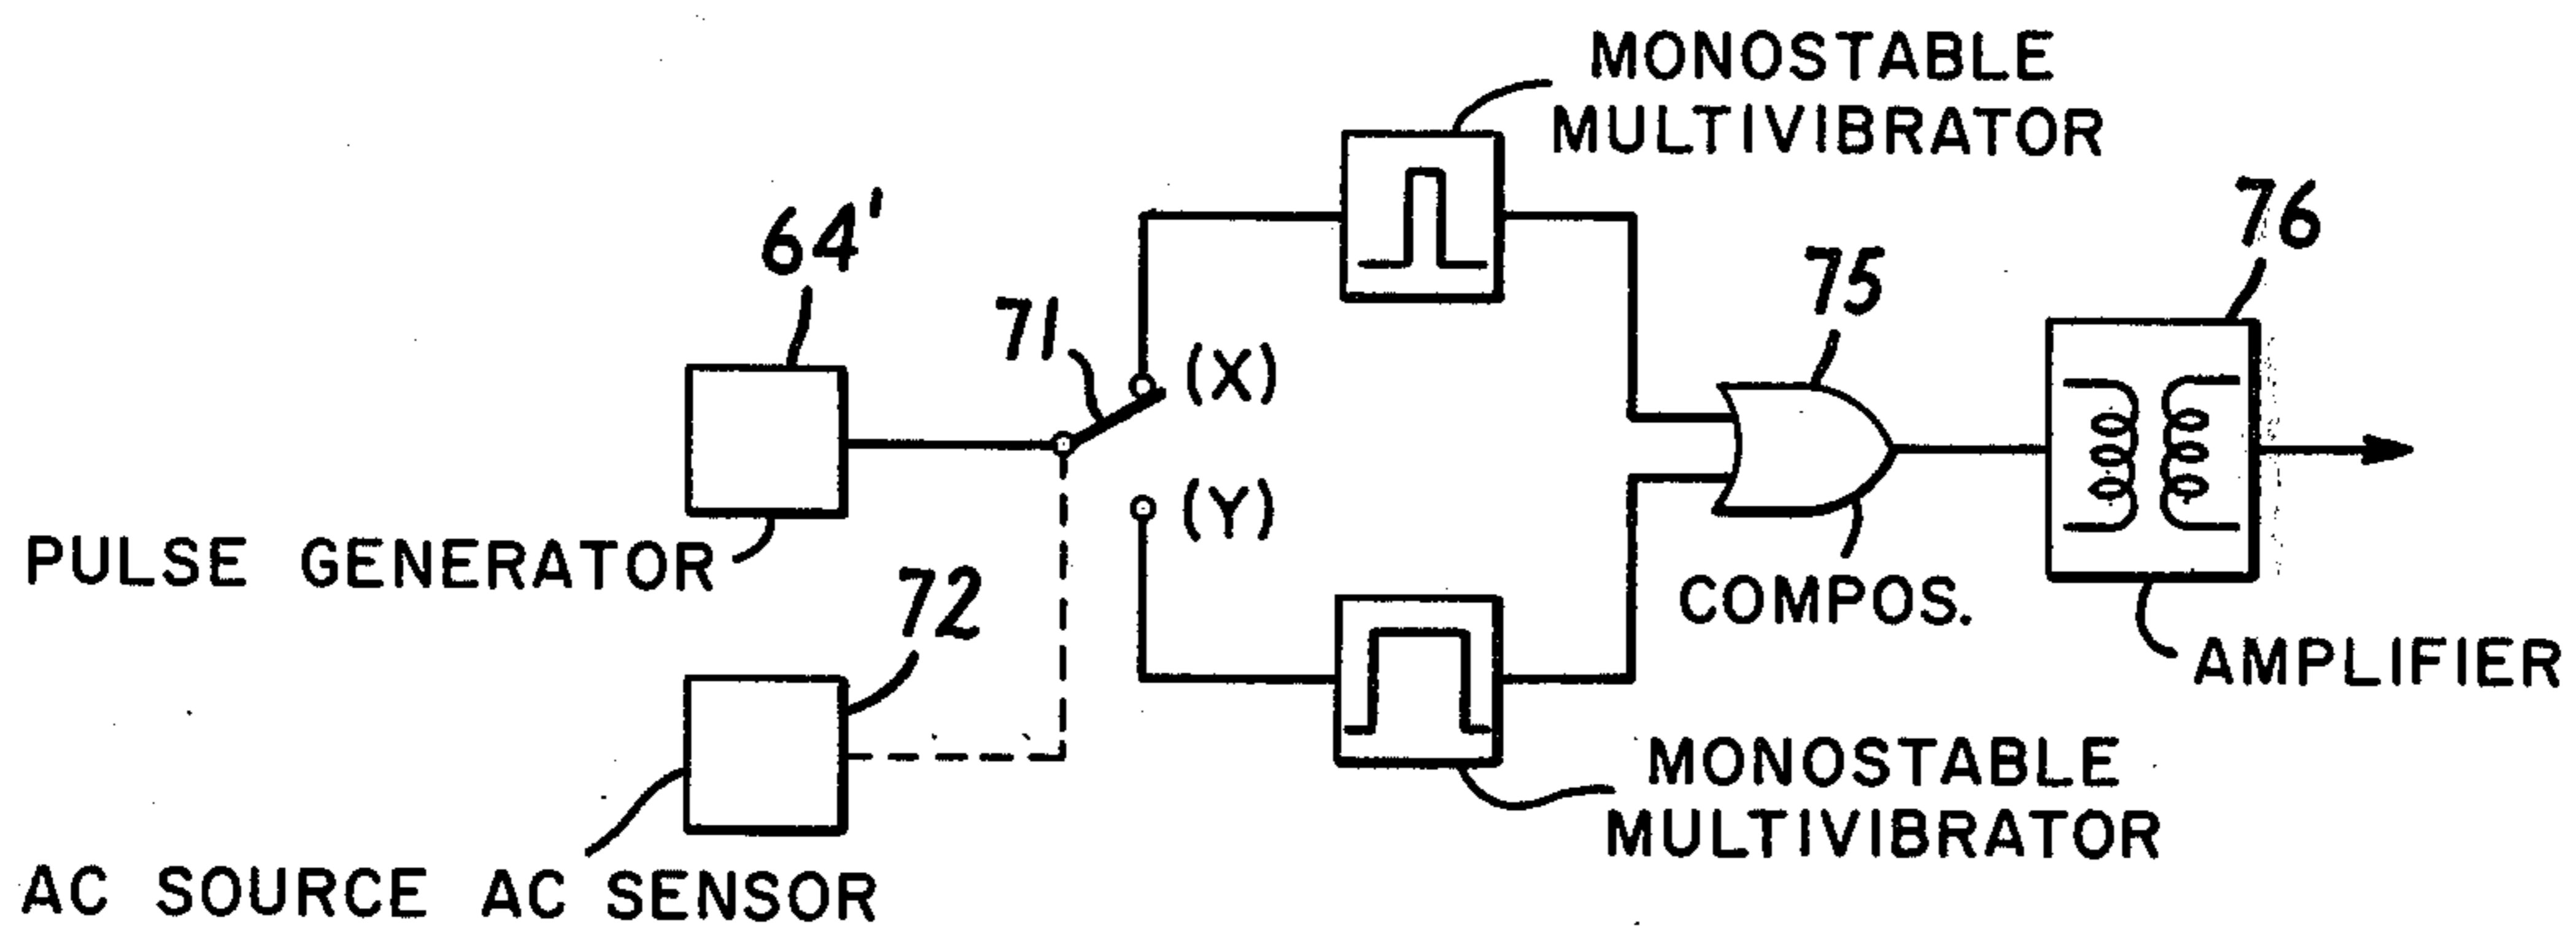 MONOSTABLE
MULTIVIBRATOR
64'
76
75
71
(X)
(Y)
PULSE GENERATOR
72
COMPOS.
AMPLIFIER
MONOSTABLE
MULTIVIBRATOR
AC SOURCE AC SENSOR